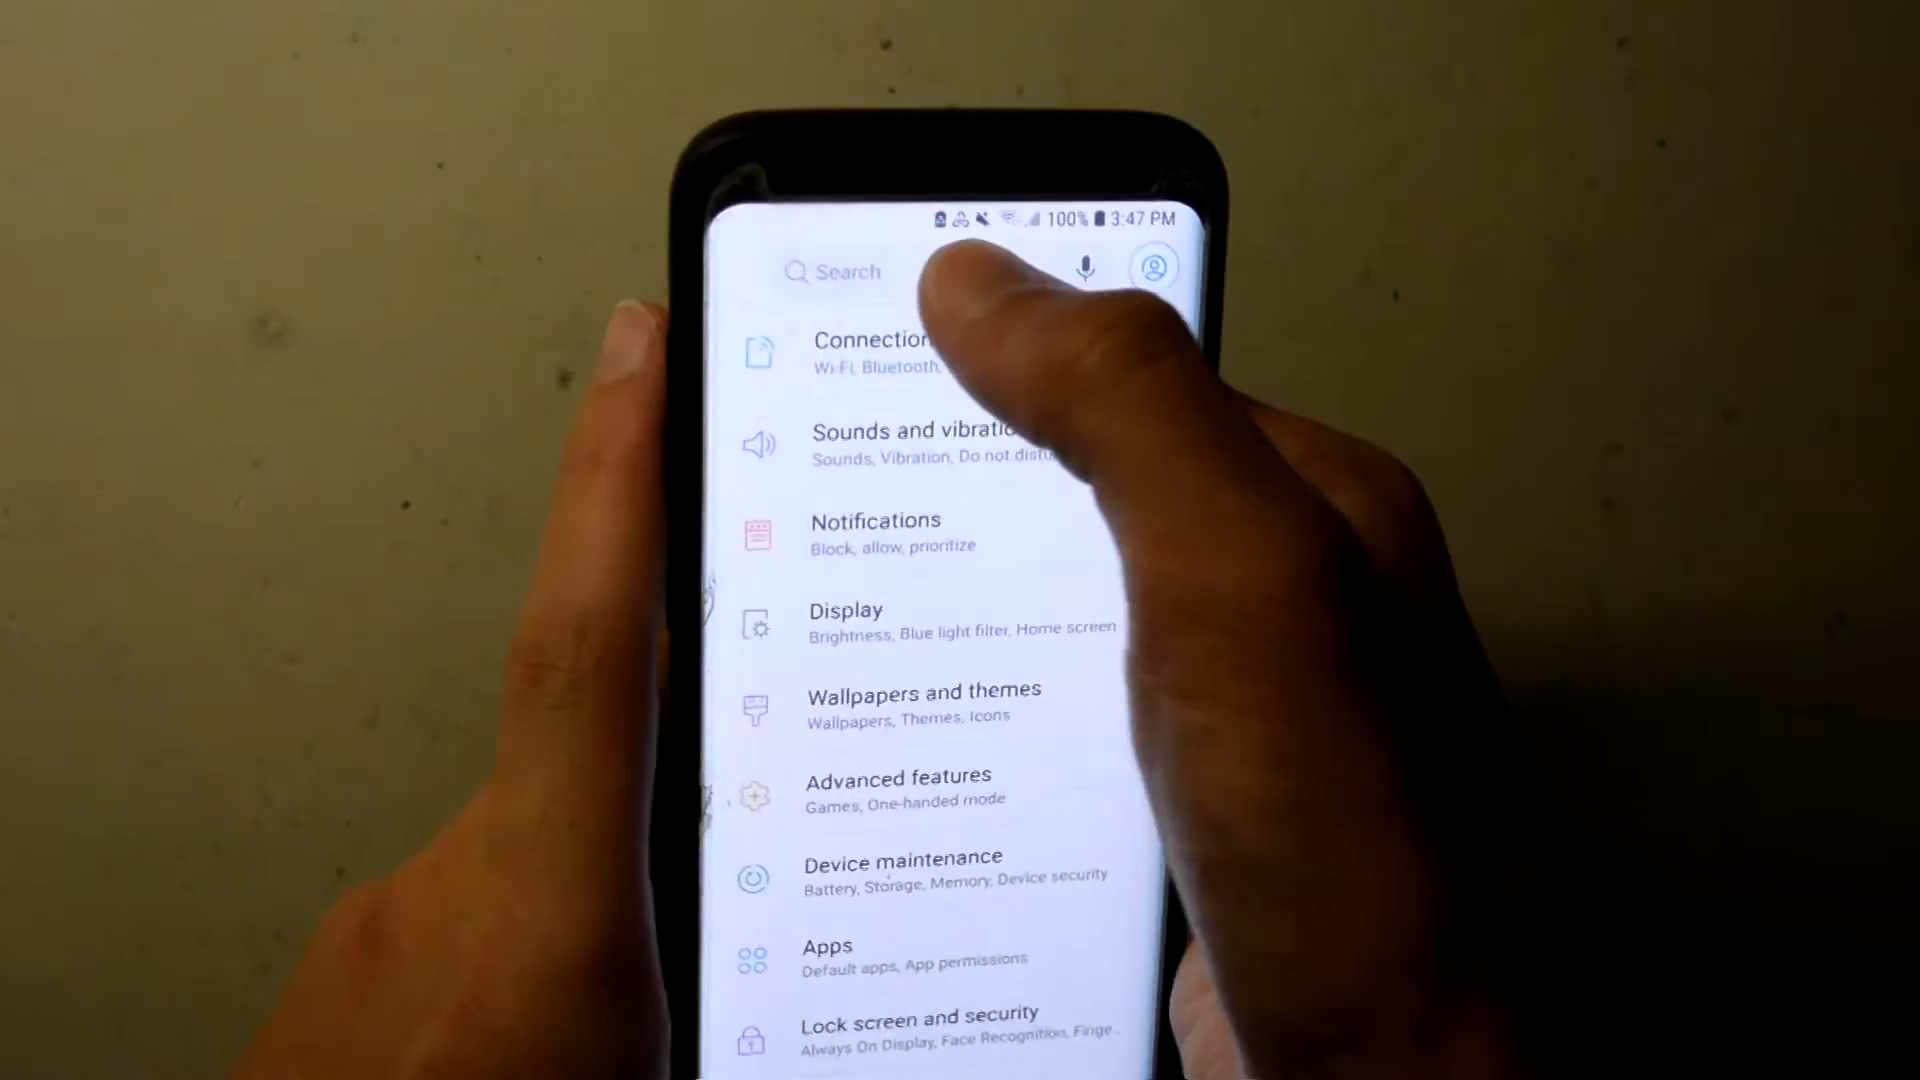 100% 3:47 PM
Search
Connection
Wi-Fi, Bluetooth,
Sounds and vibratio
Sounds, Vibration, Do not distu
Notifications
Block, allow, prioritize
Display
Brightness, Blue light filter, Home screen
Wallpapers and themes
Wallpapers, Themes, Icons
Advanced features
Games, One-handed mode
Device maintenance
Battery, Storage, Memory, Device security
Apps
Default apps, App permissions
Lock screen and security
Always On Display, Face Recognition, Finge...